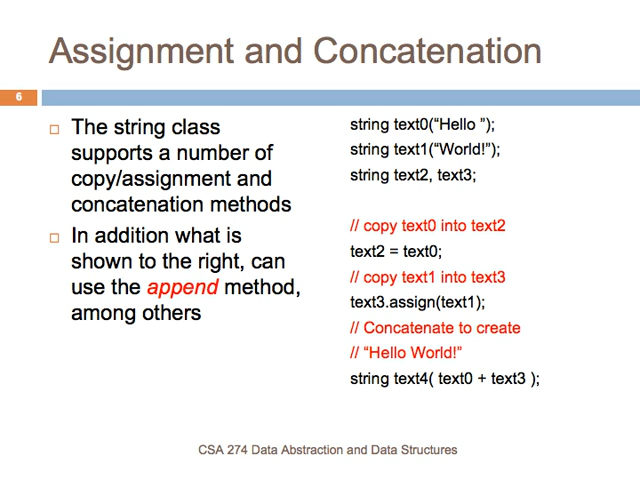 Assignment and Concatenation
6
The string class
supports a number of
copy/assignment and
concatenation methods
In addition what is
shown to the right, can
use the append method,
among others
string text0(“Hello ”);
string text1(“World!”);
string text2, text3;
// copy text0 into text2
text2 = text0;
// copy text1 into text3
text3.assign(text1);
// Concatenate to create
// “Hello World!”
string text4( text0 + text3 );
CSA 274 Data Abstraction and Data Structures